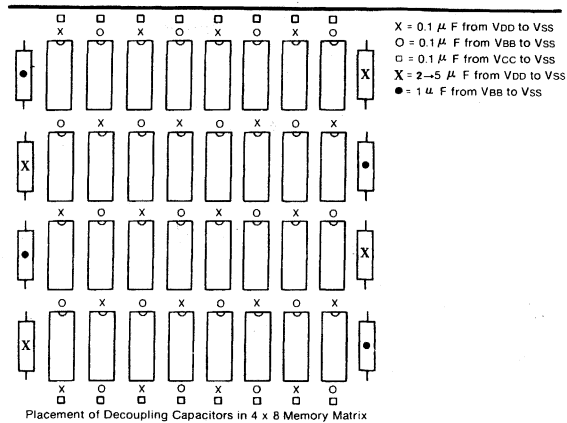 □ □ □ □ □ □ □ □
X O X O X O X O
● X
O X O X O X O X
X ●
X O X O X O X O
● X
O X O X O X O X
X ●
X O X O X O X O
□ □ □ □ □ □ □ □
X = 0.1 μ F from VDD to VSS
O = 0.1 μ F from VBB to VSS
□ = 0.1 μ F from VCC to VSS
X = 2→5 μ F from VDD to VSS
● = 1 μ F from VBB to VSS
Placement of Decoupling Capacitors in 4 x 8 Memory Matrix